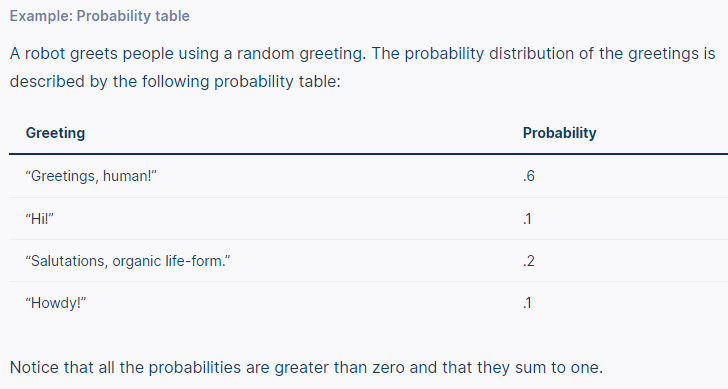 Example: Probability table
A robot greets people using a random greeting. The probability distribution of the greetings is
described by the following probability table:
Greeting Probability
“Greetings, human!” .6
“Hi!” .1
“Salutations, organic life-form.” .2
“Howdy!” .1
Notice that all the probabilities are greater than zero and that they sum to one.